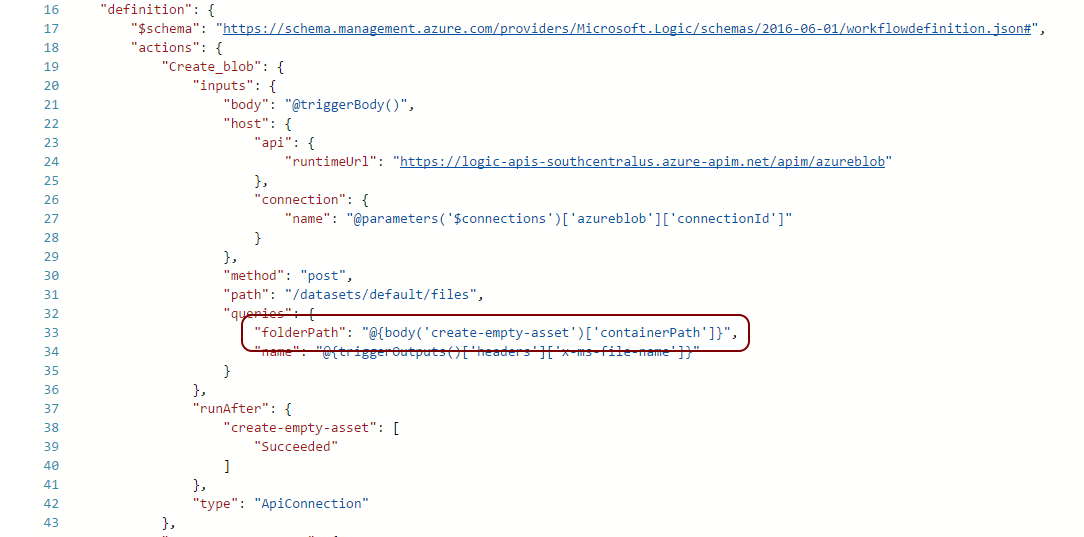 16 "definition": {
17 "$schema": "https://schema.management.azure.com/providers/Microsoft.Logic/schemas/2016-06-01/workflowdefinition.json#",
18 "actions": {
19 "Create_blob": {
20 "inputs": {
21 "body": "@triggerBody()",
22 "host": {
23 "api": {
24 "runtimeUrl": "https://logic-apis-southcentralus.azure-apim.net/apim/azureblob"
25 },
26 "connection": {
27 "name": "@parameters('$connections')['azureblob']['connectionId']"
28 }
29 },
30 "method": "post",
31 "path": "/datasets/default/files",
32 "queries": {
33 "folderPath": "@{body('create-empty-asset')['containerPath']}",
34 "name": "@{triggerOutputs()['headers']['x-ms-file-name']}"
35 }
36 },
37 "runAfter": {
38 "create-empty-asset": [
39 "Succeeded"
40 ]
41 },
42 "type": "ApiConnection"
43 },